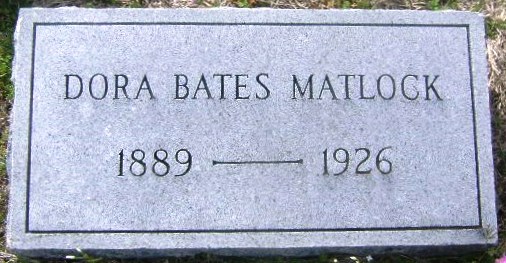 DORA BATES MATLOCK
1889 — 1926